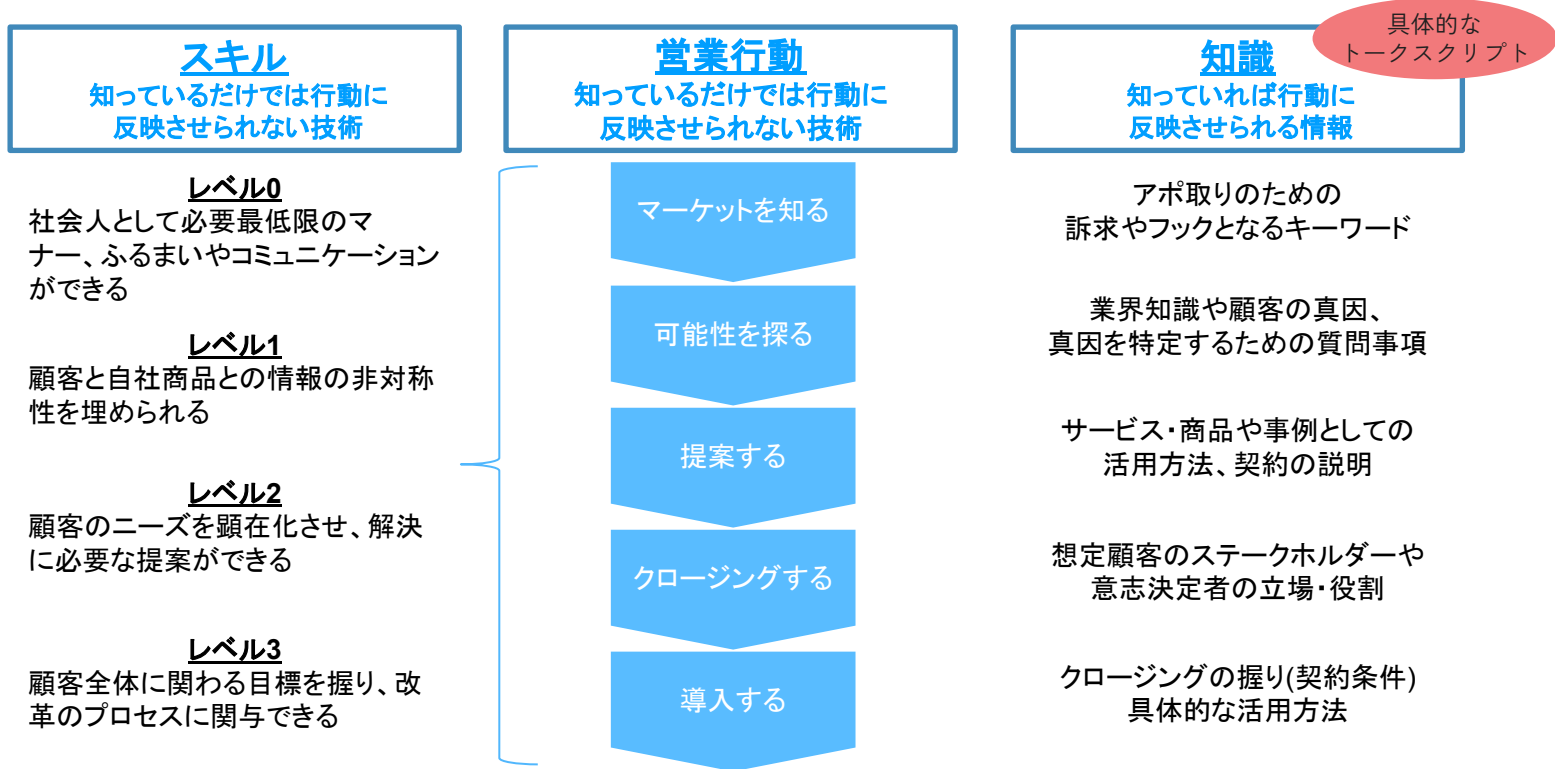 具体的な
トークスクリプト
スキル
知っているだけでは行動に
反映させられない技術
営業行動
知っているだけでは行動に
反映させられない技術
知識
知っていれば行動に
反映させられる情報
レベル0
社会人として必要最低限のマ
ナー、ふるまいやコミュニケーション
ができる
レベル1
顧客と自社商品との情報の非対称
性を埋められる
レベル2
顧客のニーズを顕在化させ、解決
に必要な提案ができる
レベル3
顧客全体に関わる目標を握り、改
革のプロセスに関与できる
マーケットを知る
可能性を探る
提案する
クロージングする
導入する
アポ取りのための
訴求やフックとなるキーワード
業界知識や顧客の真因、
真因を特定するための質問事項
サービス・商品や事例としての
活用方法、契約の説明
想定顧客のステークホルダーや
意志決定者の立場・役割
クロージングの握り(契約条件)
具体的な活用方法